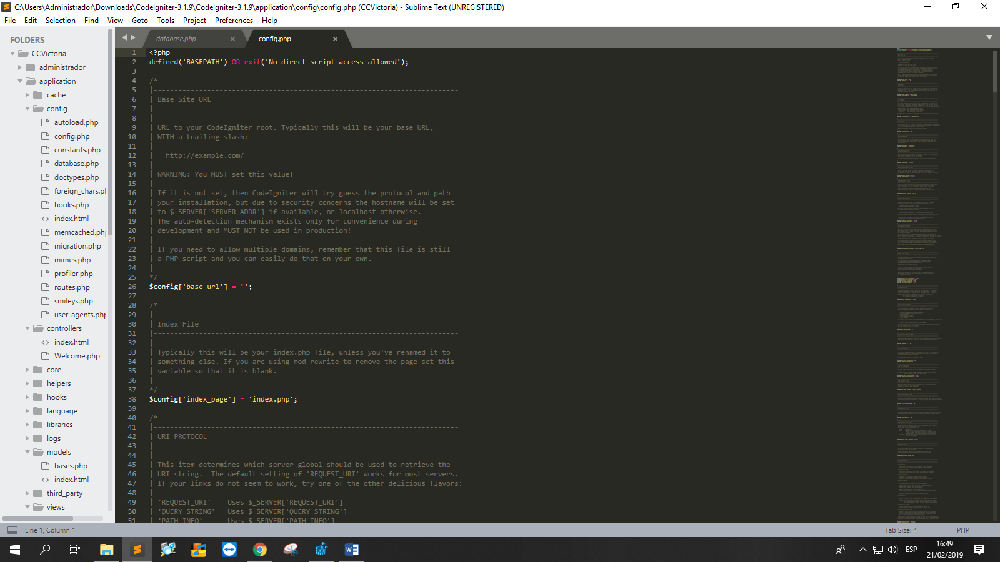 C:\Users\Administrador\Downloads\CodeIgniter-3.1.9\CodeIgniter-3.1.9\application\config\config.php (CCVictoria) - Sublime Text (UNREGISTERED)
File Edit Selection Find View Goto Tools Project Preferences Help
FOLDERS
CCVictoria
administrador
application
cache
config
autoload.php
config.php
constants.php
database.php
doctypes.php
foreign_chars.pl
hooks.php
<> index.html
memcached.php
migration.php
mimes.php
profiler.php
routes.php
smileys.php
user_agents.php
controllers
<> index.html
Welcome.php
core
helpers
hooks
language
libraries
logs
models
bases.php
<> index.html
third_party
views
database.php × config.php ×
1 <?php
2 defined('BASEPATH') OR exit('No direct script access allowed');
3
4 /*
5 |--------------------------------------------------------------------------
6 | Base Site URL
7 |--------------------------------------------------------------------------
8 |
9 | URL to your CodeIgniter root. Typically this will be your base URL,
10 | WITH a trailing slash:
11 |
12 | http://example.com/
13 |
14 | WARNING: You MUST set this value!
15 |
16 | If it is not set, then CodeIgniter will try guess the protocol and path
17 | your installation, but due to security concerns the hostname will be set
18 | to $_SERVER['SERVER_ADDR'] if available, or localhost otherwise.
19 | The auto-detection mechanism exists only for convenience during
20 | development and MUST NOT be used in production!
21 |
22 | If you need to allow multiple domains, remember that this file is still
23 | a PHP script and you can easily do that on your own.
24 |
25 */
26 $config['base_url'] = '';
27
28 /*
29 |--------------------------------------------------------------------------
30 | Index File
31 |--------------------------------------------------------------------------
32 |
33 | Typically this will be your index.php file, unless you've renamed it to
34 | something else. If you are using mod_rewrite to remove the page set this
35 | variable so that it is blank.
36 |
37 */
38 $config['index_page'] = 'index.php';
39
40 /*
41 |--------------------------------------------------------------------------
42 | URI PROTOCOL
43 |--------------------------------------------------------------------------
44 |
45 | This item determines which server global should be used to retrieve the
46 | URI string.  The default setting of 'REQUEST_URI' works for most servers.
47 | If your links do not seem to work, try one of the other delicious flavors:
48 |
49 | 'REQUEST_URI'    Uses $_SERVER['REQUEST_URI']
50 | 'QUERY_STRING'   Uses $_SERVER['QUERY_STRING']
51 | 'PATH_INFO'      Uses $_SERVER['PATH_INFO']
Line 1, Column 1 Tab Size: 4 PHP
ESP
16:49
21/02/2019